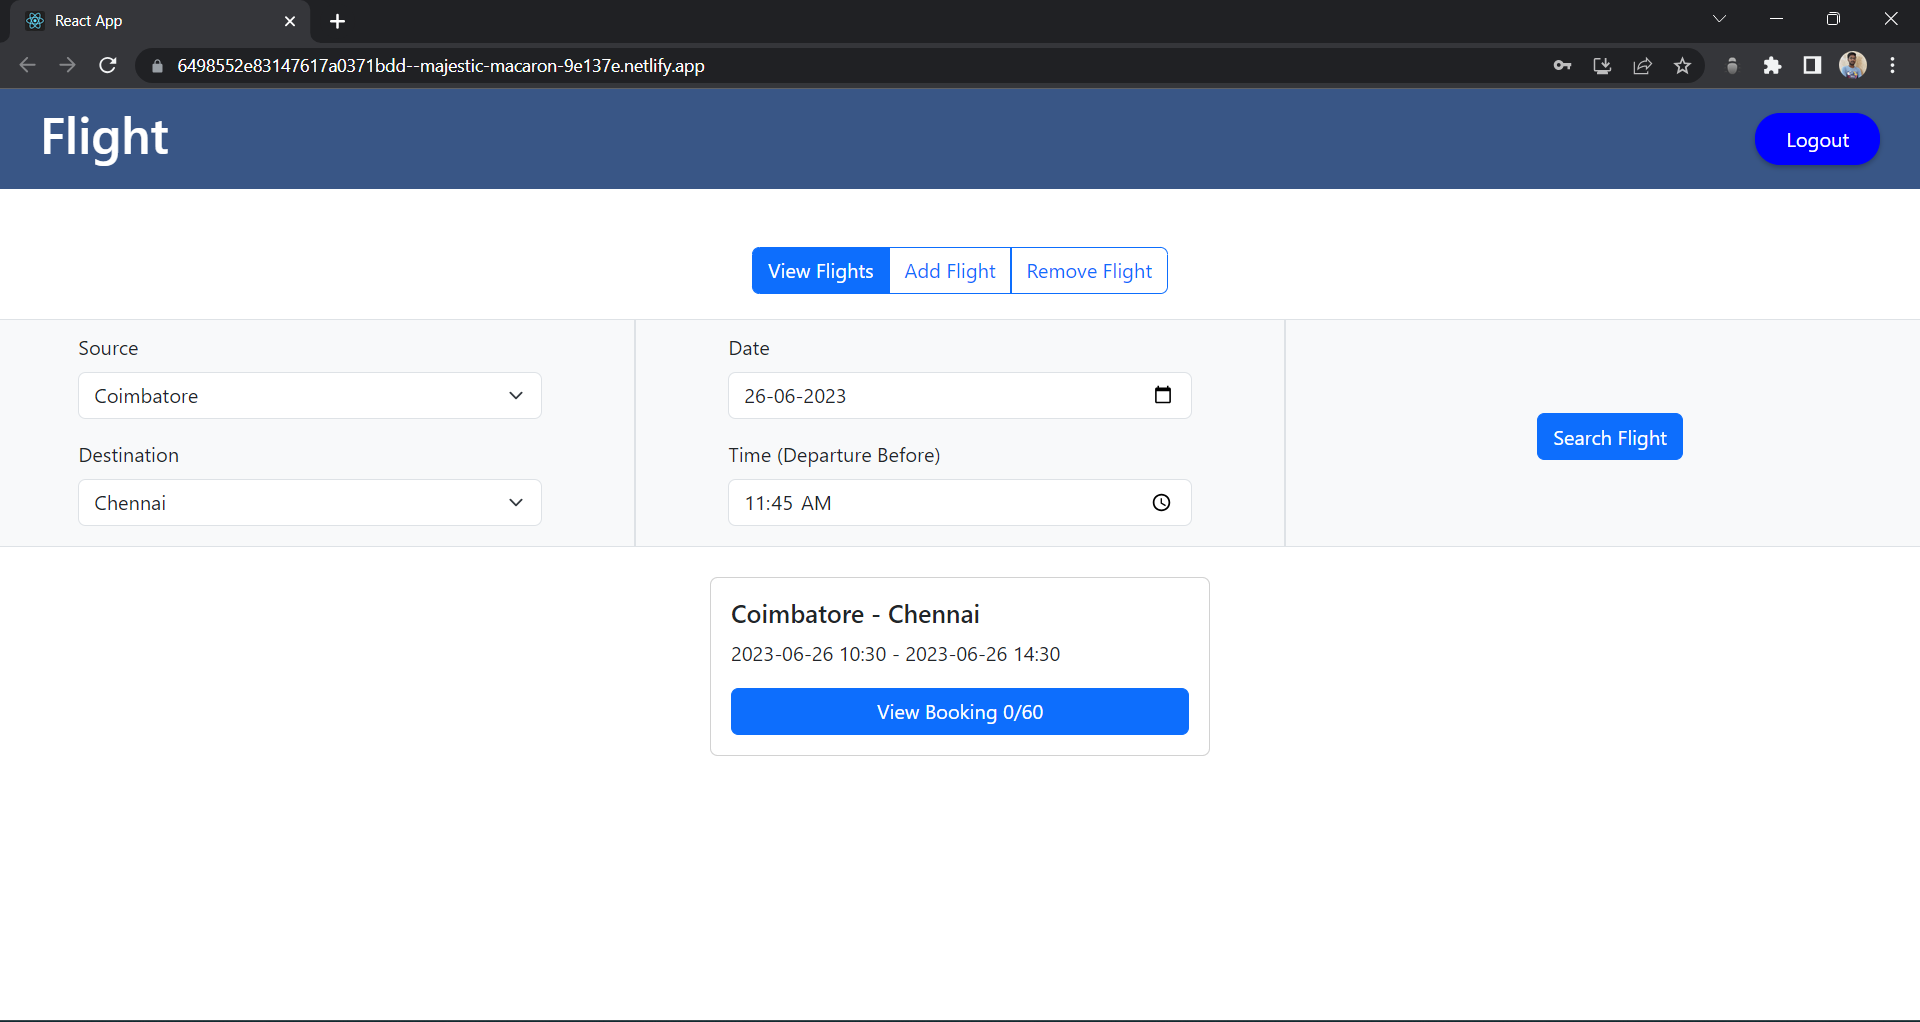 React App
6498552e83147617a0371bdd--majestic-macaron-9e137e.netlify.app
Flight
Logout
View Flights Add Flight Remove Flight
Source
Coimbatore
Destination
Chennai
Date
26-06-2023
Time (Departure Before)
11:45 AM
Search Flight
Coimbatore - Chennai
2023-06-26 10:30 - 2023-06-26 14:30
View Booking 0/60